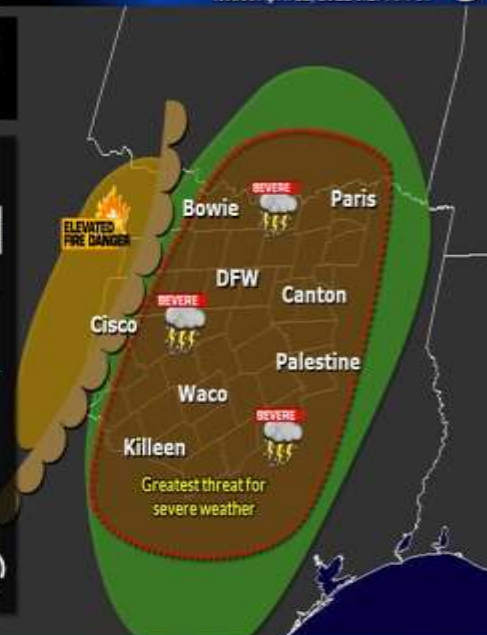 SEVERE
Bowie
Paris
ELEVATED
FIRE DANGER
DFW
SEVERE
Canton
Cisco
Palestine
Waco
SEVERE
Killeen
Greatest threat for
severe weather